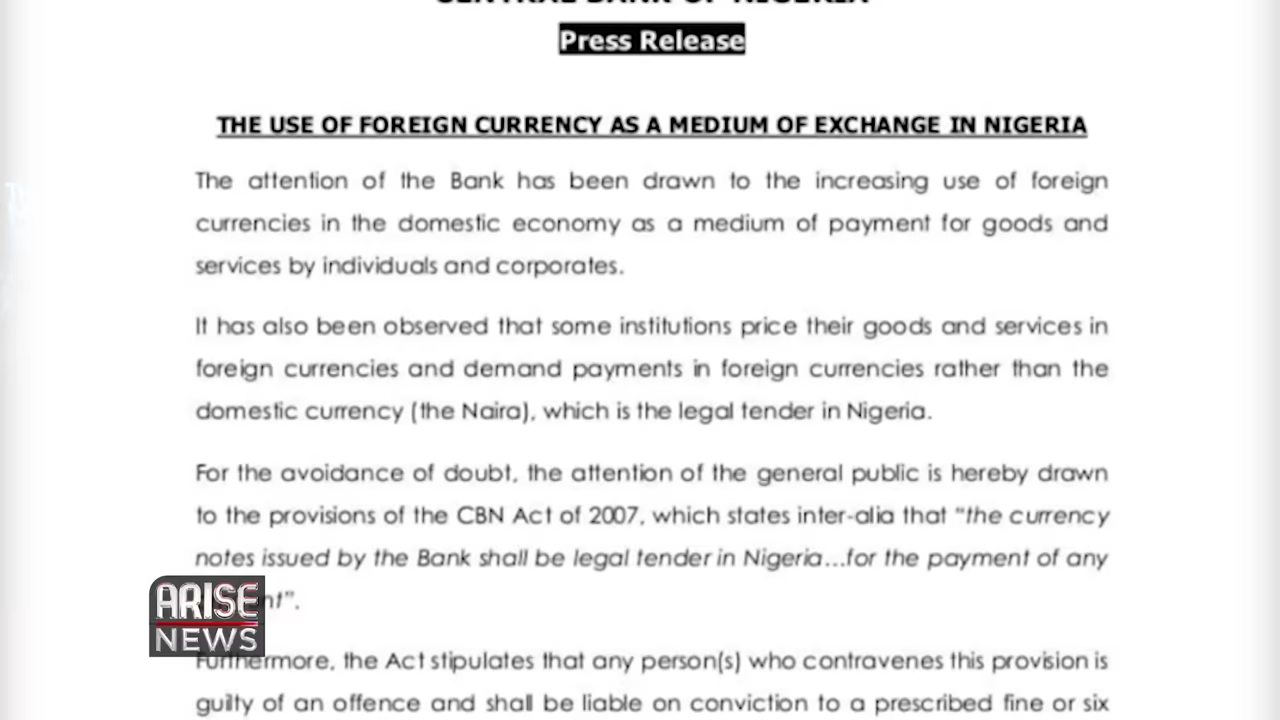 CENTRAL BANK OF NIGERIA
Press Release
THE USE OF FOREIGN CURRENCY AS A MEDIUM OF EXCHANGE IN NIGERIA
The attention of the Bank has been drawn to the increasing use of foreign
currencies in the domestic economy as a medium of payment for goods and
services by individuals and corporates.
It has also been observed that some institutions price their goods and services in
foreign currencies and demand payments in foreign currencies rather than the
domestic currency (the Naira), which is the legal tender in Nigeria.
For the avoidance of doubt, the attention of the general public is hereby drawn
to the provisions of the CBN Act of 2007, which states inter-alia that "the currency
notes issued by the Bank shall be legal tender in Nigeria...for the payment of any
ARISE
NEWS
Furthermore, the Act stipulates that any person(s) who contravenes this provision is
guilty of an offence and shall be liable on conviction to a prescribed fine or six